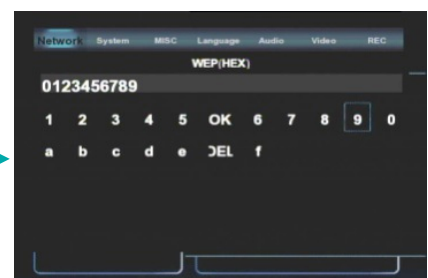 Network System MISC Language Audio Video REC
WEP(HEX)
0123456789
1 2 3 4 5 OK 6 7 8 9 0
a b c d e DEL f